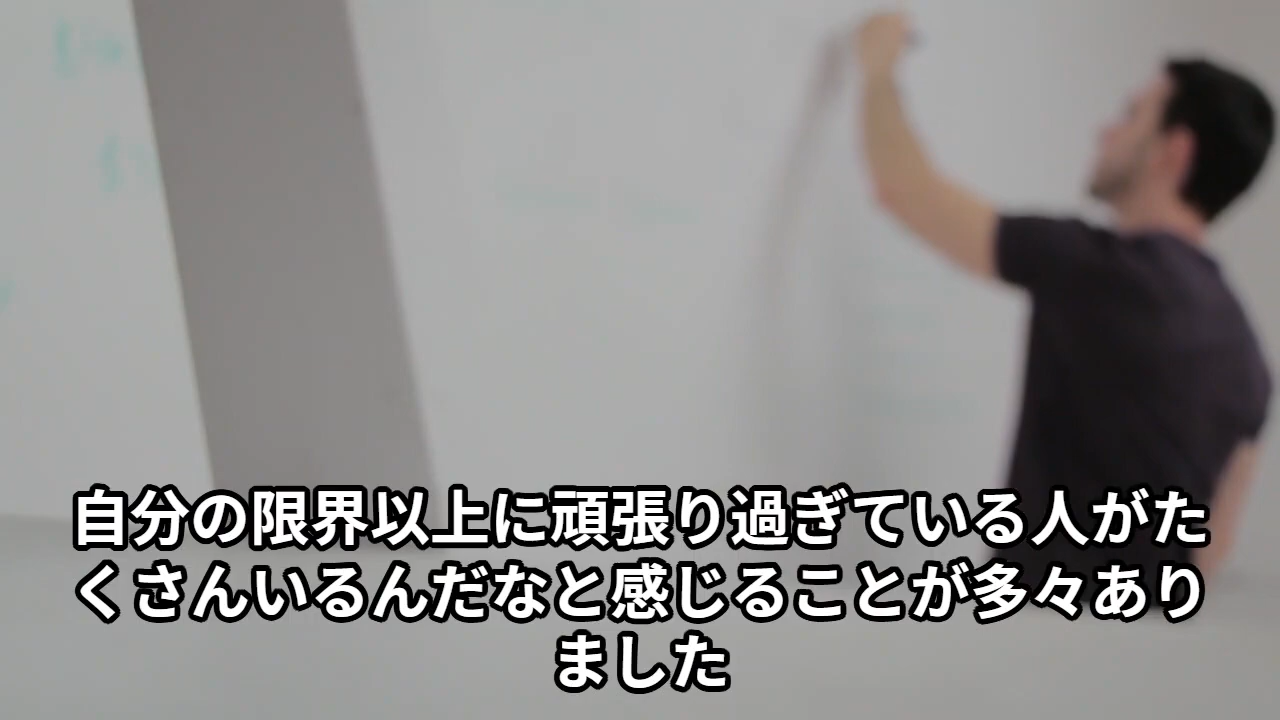 自分の限界以上に頑張り過ぎている人がた
くさんいるんだなと感じることが多々あり
ました